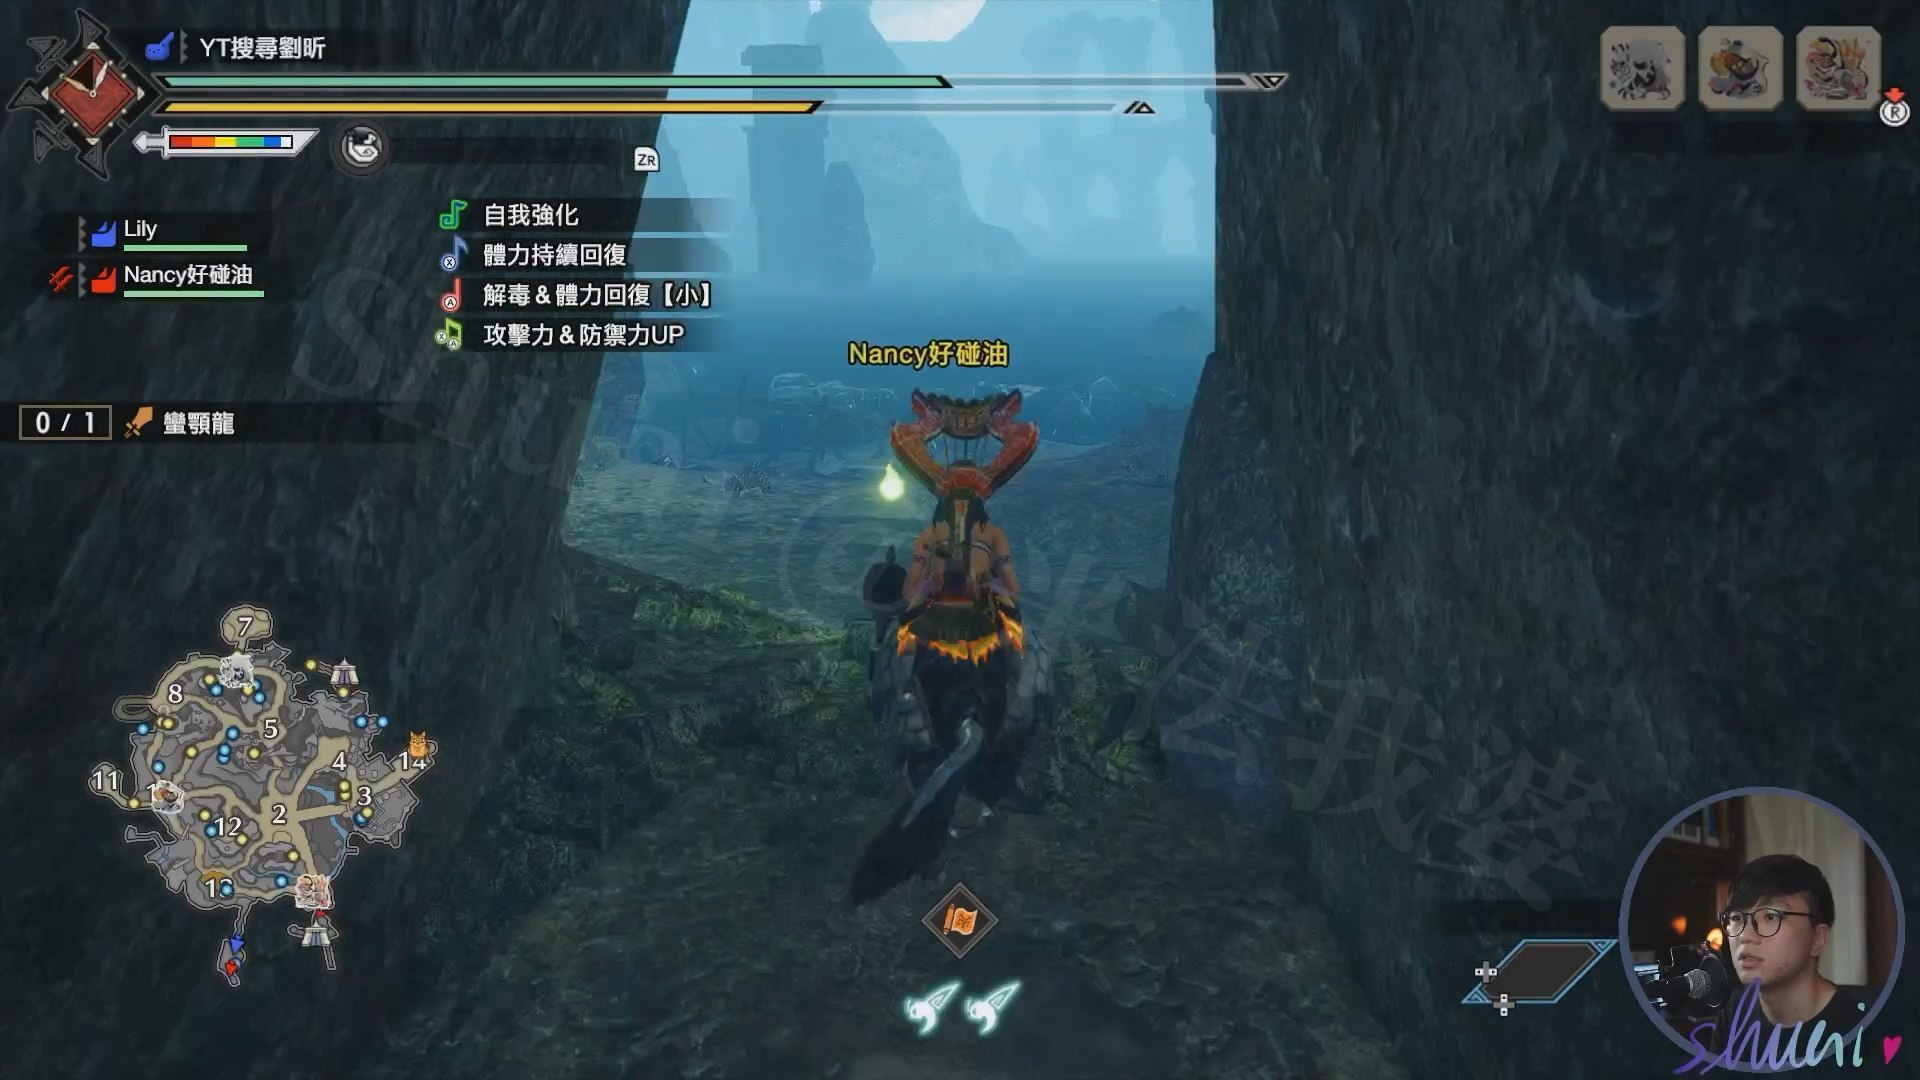 YT搜尋劉昕
ZR
R
Lily
Nancy好碰油
自我強化
X 體力持續回復
A 解毒&體力回復【小】
X A 攻擊力&防禦力UP
Nancy好碰油
0 / 1 蠻顎龍
7
8
5
4
14
11
3
2
12
13
shuni